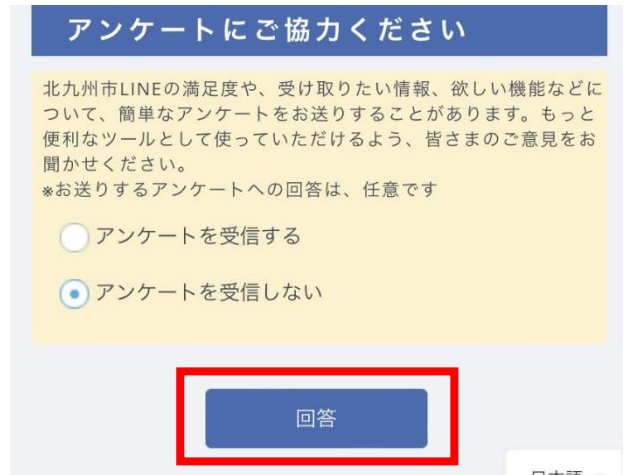 アンケートにご協力ください
北九州市LINEの満足度や、受け取りたい情報、欲しい機能などに
ついて、簡単なアンケートをお送りすることがあります。もっと
便利なツールとして使っていただけるよう、皆さまのご意見をお
聞かせください。
※お送りするアンケートへの回答は、任意です
アンケートを受信する
アンケートを受信しない
回答